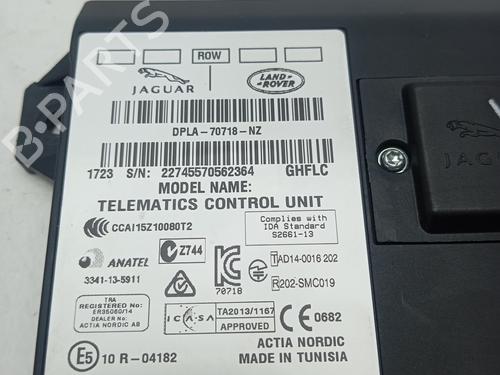 ROW
JAGUAR
LAND ROVER
DPLA-70718-NZ
1723 S/N: 22745570562364 GHFLC
MODEL NAME:
TELEMATICS CONTROL UNIT
CCAI15Z10080T2
Complies with
IDA Standard
S2661-13
ANATEL
3341-13-5911
Z744
70718
TAD14-0016 202
R202-SMC019
TRA
REGISTERED No:
ER35060/14
DEALER No:
ACTIA NORDIC AB
ICASA
TA2013/1167
APPROVED
CE 0682
E5 10 R-04182
ACTIA NORDIC
MADE IN TUNISIA
JAGUAR
B-PARTS